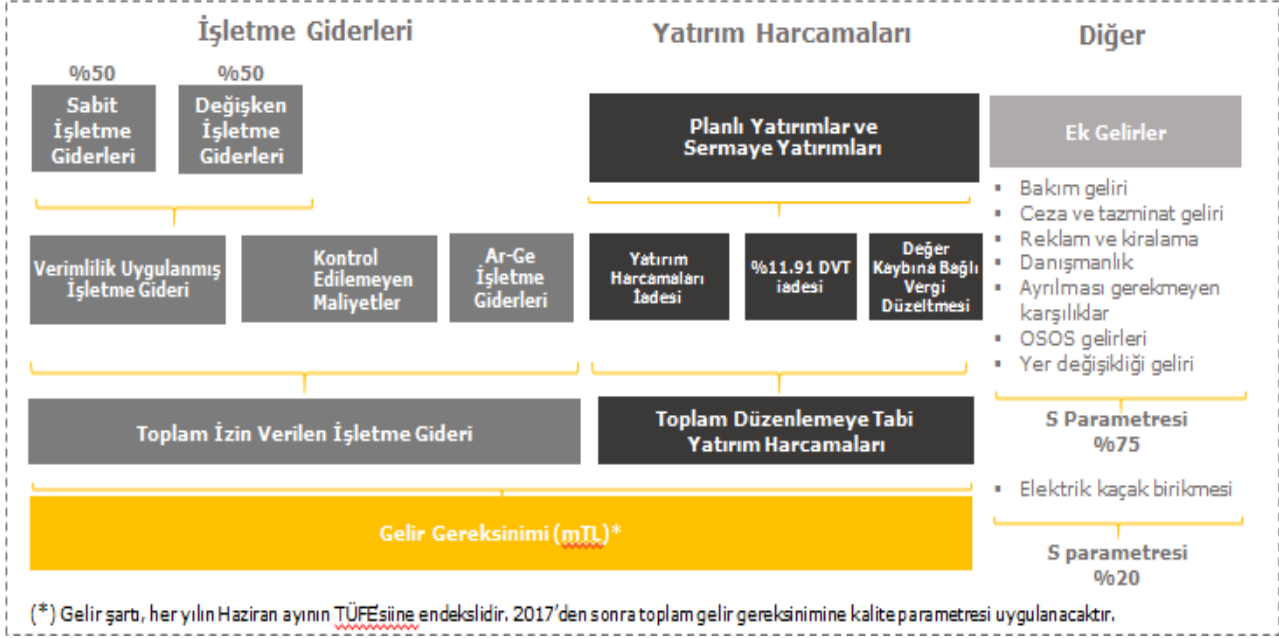 İşletme Giderleri
Yatırım Harcamaları
Diğer
%50
%50
Sabit
İşletme
Giderleri
Değişken
İşletme
Giderleri
Planlı Yatırımlar ve
Sermaye Yatırımları
Ek Gelirler
▪ Bakım geliri
▪ Ceza ve tazminat geliri
▪ Reklam ve kiralama
▪ Danışmanlık
▪ Ayrılması gerekmeyen
karşılıklar
▪ OSOS gelirleri
▪ Yer değişikliği geliri
Verimlilik Uygulanmış
İşletme Gideri
Kontrol
Edilemeyen
Maliyetler
Ar-Ge
İşletme
Giderleri
Yatırım
Harcamaları
İadesi
%11.91 DVT
iadesi
Değer
Kaybına Bağlı
Vergi
Düzeltmesi
Toplam İzin Verilen İşletme Gideri
Toplam Düzenlemeye Tabi
Yatırım Harcamaları
S Parametresi
%75
▪ Elektrik kaçak birikmesi
Gelir Gereksinimi (mTL)*
S parametresi
%20
(*) Gelir şartı, her yılın Haziran ayının TÜFE'siine endekslidir. 2017'den sonra toplam gelir gereksinimine kalite parametresi uygulanacaktır.